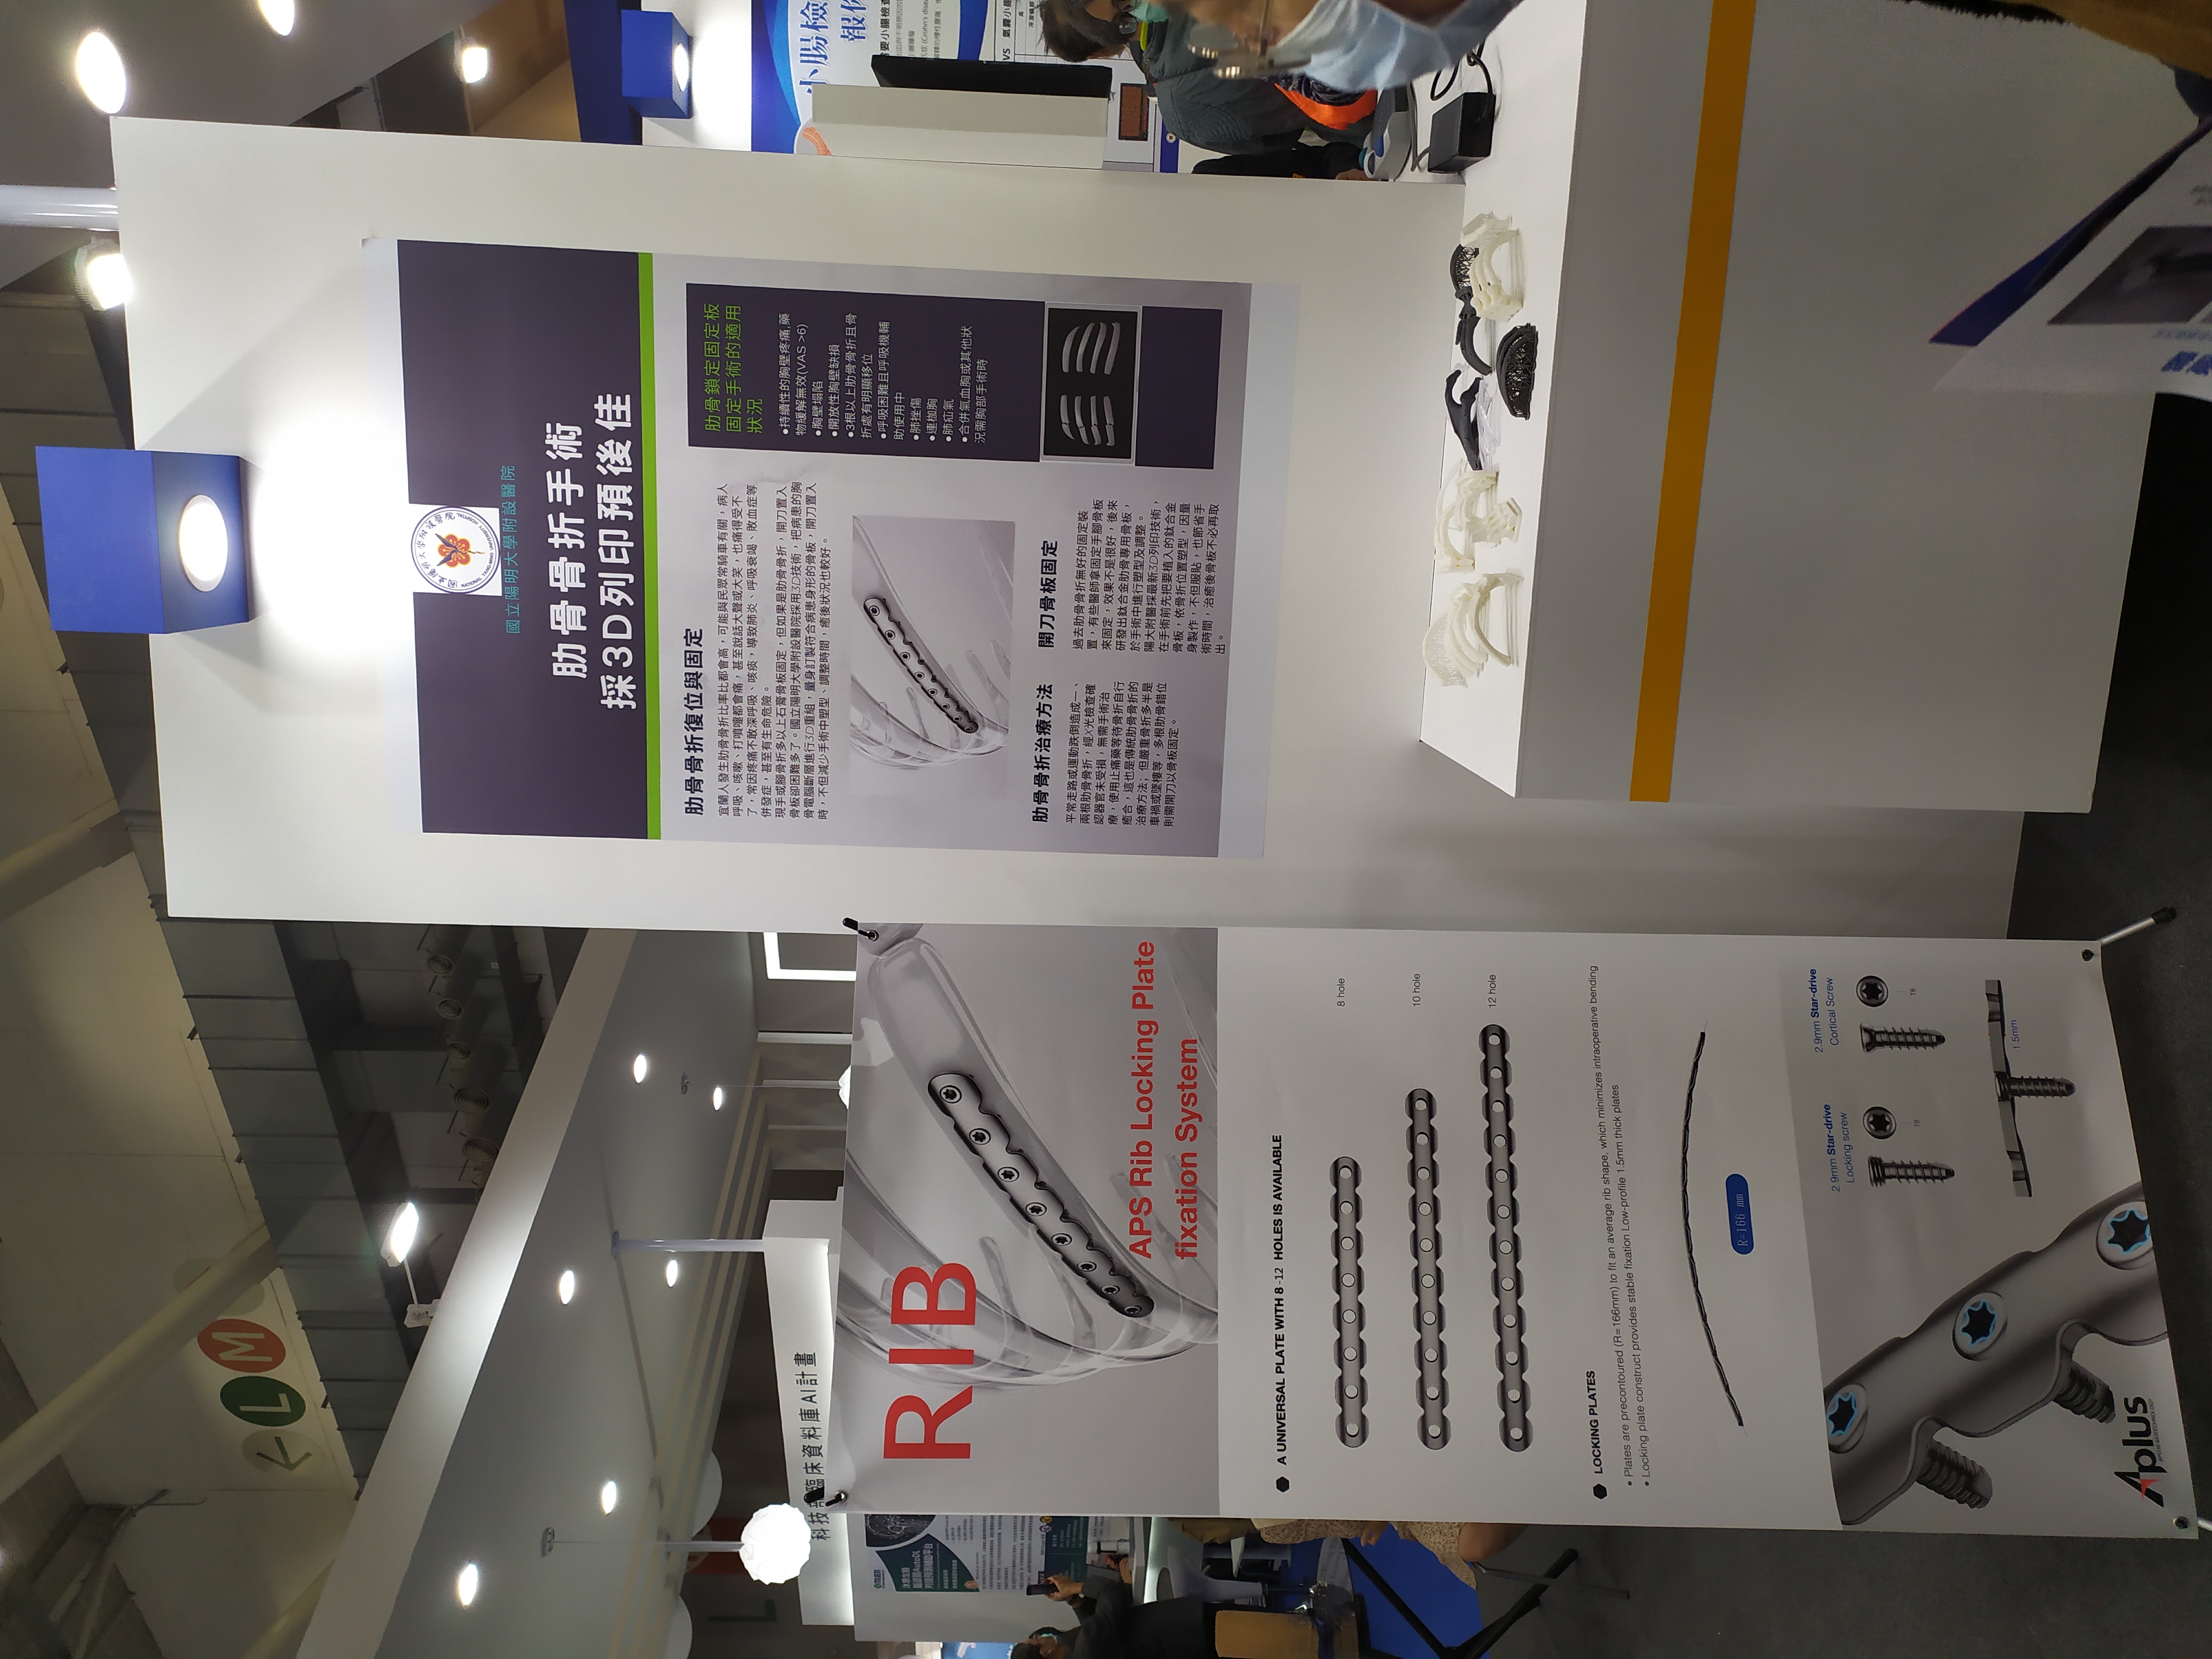 L M
科技部臨床資料庫AI計畫
RIB
APS Rib Locking Plate
fixation System
A UNIVERSAL PLATE WITH 8-12 HOLES IS AVAILABLE
8 hole
10 hole
12 hole
LOCKING PLATES
• Plates are precontoured (R=166mm) to fit an average rib shape, which minimizes intraoperative bending
• Locking plate construct provides stable fixation Low-profile 1.5mm thick plates
R=166 mm
2.9mm Star-drive
Locking screw
2.9mm Star-drive
Cortical Screw
T8
T8
1.5mm
Aplus
APLUS BIOTECHNOLOGY
國立陽明大學附設醫院
NATIONAL YANG-MING UNIVERSITY HOSPITAL
國立陽明大學附設醫院
肋骨骨折手術
採3D列印預後佳
肋骨骨折復位與固定
宜蘭人發生肋骨骨折比率比都會高，可能與民眾常騎車有關，病人
呼吸、咳嗽、打噴嚏都會痛，甚至說話大聲或大笑，也痛得受不
了，常因疼痛不敢深呼吸、咳痰，導致肺炎、呼吸衰竭、敗血症等
併發症，甚至有生命危險。
現手或腳骨折多以上石膏骨板固定，但如果是肋骨骨折，開刀置入
骨板卻困難多了。國立陽明大學附設醫院採用3D技術，把病患的胸
骨電腦斷層進行3D重組，量身訂製符合病患身形的骨板，開刀置入
時，不但減少手術中塑型、調整時間，癒後狀況也較好。
肋骨骨折治療方法
平常走路或運動跌倒造成一、
兩根肋骨骨折，經X光檢查確
認器官未受損，無需手術治
療，使用止痛藥等待骨折自行
癒合，這也是傳統肋骨骨折的
治療方法；但嚴重骨折多半是
車禍或墜樓等，多根肋骨錯位
則需開刀以骨板固定。
開刀骨板固定
過去肋骨骨折無好的固定裝
置，有些醫師拿固定手腳骨板
來固定，效果不是很好，後來
研發出鈦合金肋骨專用骨板，
於手術中進行塑型及調整。
陽大附醫採最新3D列印技術，
在手術前先把要植入的鈦合金
骨板，依骨折位置塑型，因量
身製作，不但服貼，也節省手
術時間，治癒後骨板不必再取
出。
肋骨鎖定固定板
固定手術的適用
狀況
●持續性的胸壁疼痛,藥
物緩解無效(VAS >6)
●胸壁塌陷
●開放性胸壁缺損
●3根以上肋骨骨折且骨
折處有明顯移位
●呼吸困難且呼吸機輔
助使用中
●肺挫傷
●連枷胸
●肺疝氣
●合併氣血胸或其他狀
況需胸部手術時
小腸檢
報
要小腸檢查
VS 氣囊小腸